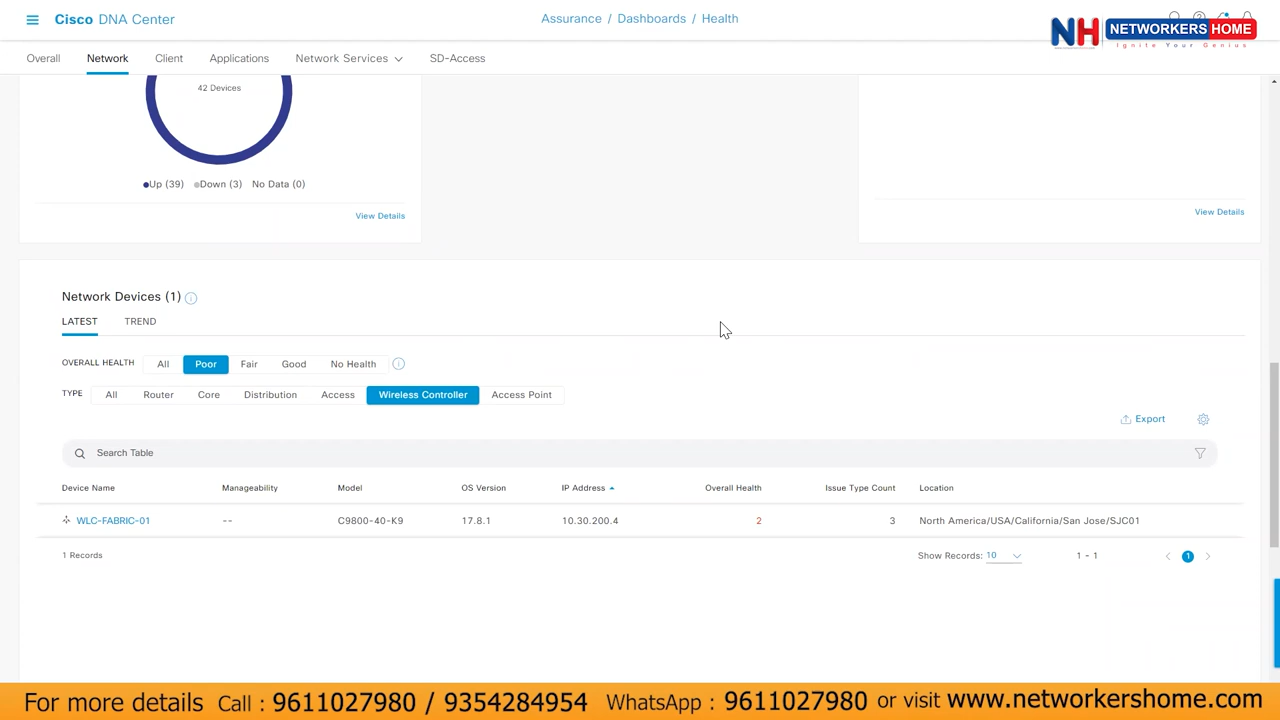 Cisco DNA Center
Assurance / Dashboards / Health
NH NETWORKERS HOME
Ignite Your Genius
Overall Network Client Applications Network Services SD-Access
42 Devices
Up (39) Down (3) No Data (0)
View Details
View Details
Network Devices (1)
LATEST TREND
OVERALL HEALTH All Poor Fair Good No Health
TYPE All Router Core Distribution Access Wireless Controller Access Point
Export
Search Table
Device Name Manageability Model OS Version IP Address Overall Health Issue Type Count Location
WLC-FABRIC-01 -- C9800-40-K9 17.8.1 10.30.200.4 2 3 North America/USA/California/San Jose/SJC01
1 Records Show Records: 10 1 - 1 1
For more details Call : 9611027980 / 9354284954 WhatsApp : 9611027980 or visit www.networkershome.com